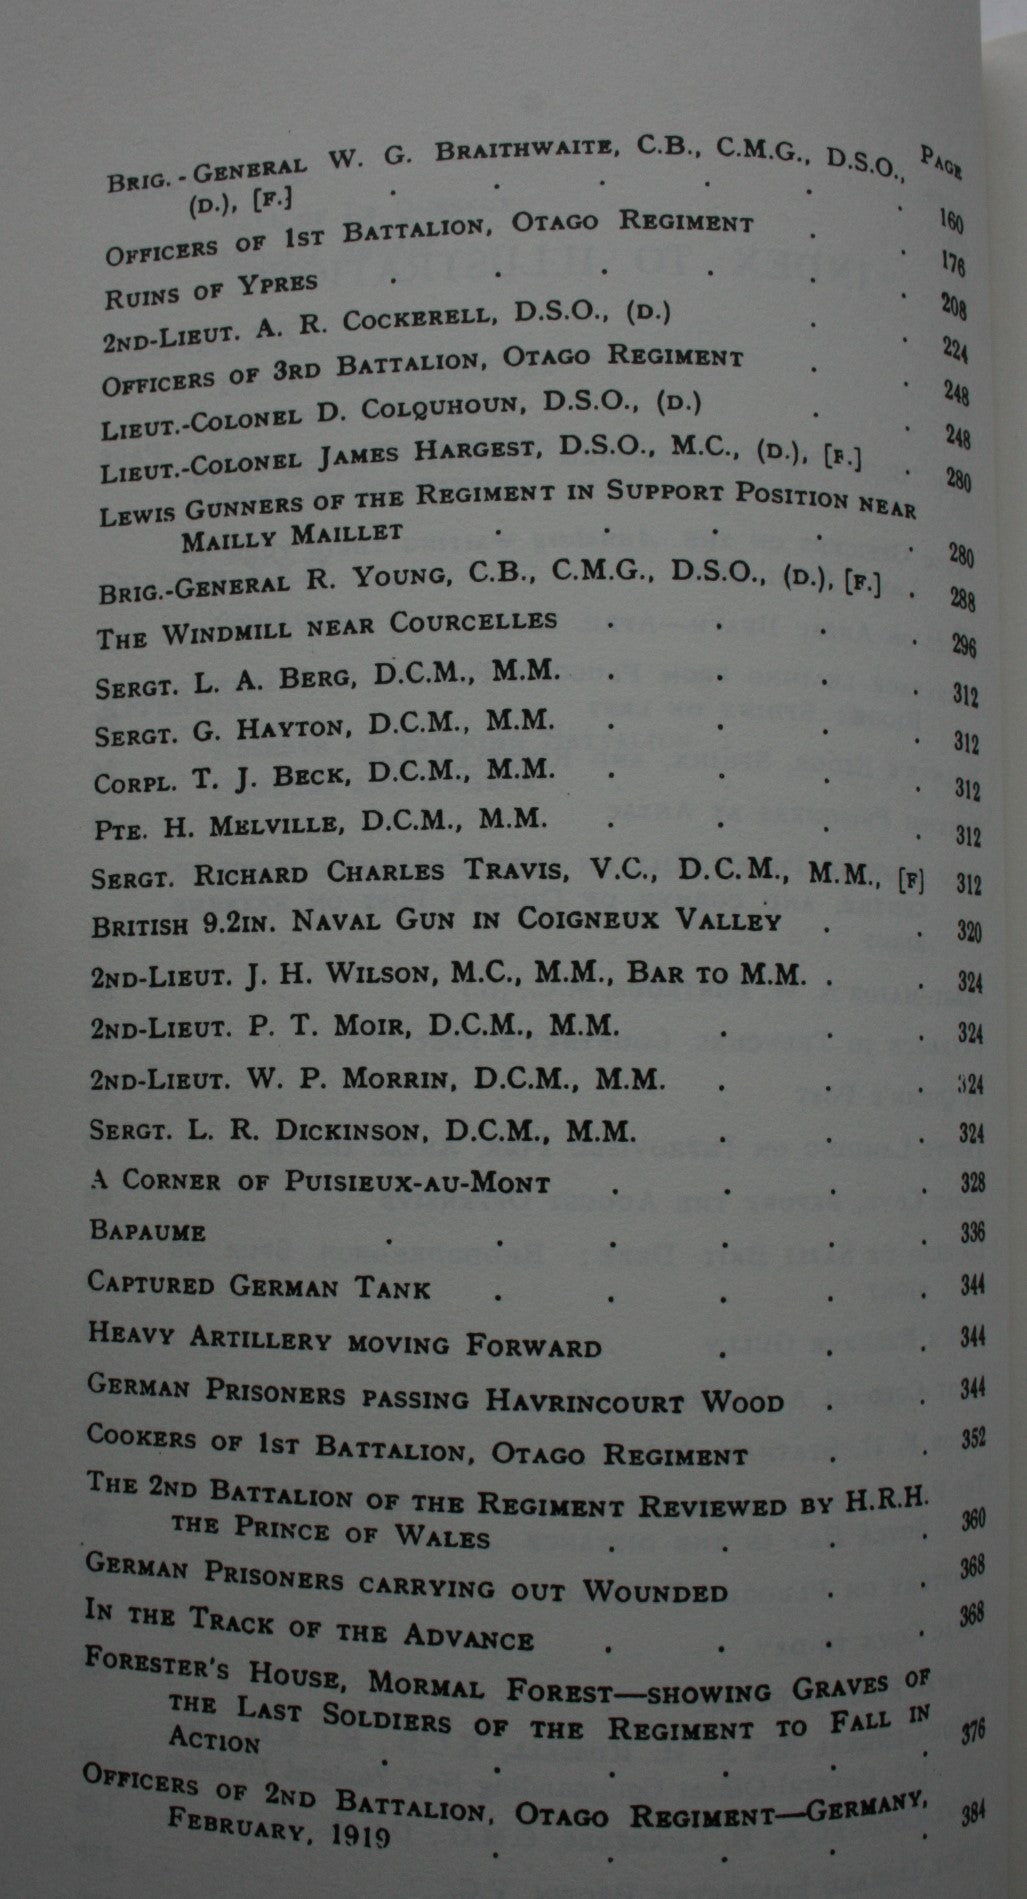 Page
Brig.-General W. G. Braithwaite, C.B., C.M.G., D.S.O.,
(D.), [F.] . . . . . . 160
Officers of 1st Battalion, Otago Regiment . . 176
Ruins of Ypres . . . . . . 208
2nd-Lieut. A. R. Cockerell, D.S.O., (D.) . . 224
Officers of 3rd Battalion, Otago Regiment . . 248
Lieut.-Colonel D. Colquhoun, D.S.O., (D.) . . 248
Lieut.-Colonel James Hargest, D.S.O., M.C., (D.), [F.] . 280
Lewis Gunners of the Regiment in Support Position near
Mailly Maillet . . . . . 280
Brig.-General R. Young, C.B., C.M.G., D.S.O., (D.), [F.] . 288
The Windmill near Courcelles . . . . 296
Sergt. L. A. Berg, D.C.M., M.M. . . . . 312
Sergt. G. Hayton, D.C.M., M.M. . . . . 312
Corpl. T. J. Beck, D.C.M., M.M. . . . . 312
Pte. H. Melville, D.C.M., M.M. . . . . 312
Sergt. Richard Charles Travis, V.C., D.C.M., M.M., [F] 312
British 9.2in. Naval Gun in Coigneux Valley . . 320
2nd-Lieut. J. H. Wilson, M.C., M.M., Bar to M.M. . . 324
2nd-Lieut. P. T. Moir, D.C.M., M.M. . . . 324
2nd-Lieut. W. P. Morrin, D.C.M., M.M. . . . 324
Sergt. L. R. Dickinson, D.C.M., M.M. . . . 324
A Corner of Puisieux-au-Mont . . . . 328
Bapaume . . . . . . 336
Captured German Tank . . . . . 344
Heavy Artillery moving Forward . . . 344
German Prisoners passing Havrincourt Wood . . 344
Cookers of 1st Battalion, Otago Regiment . . 352
The 2nd Battalion of the Regiment Reviewed by H.R.H.
the Prince of Wales . . . . 360
German Prisoners carrying out Wounded . . 368
In the Track of the Advance . . . . 368
Forester's House, Mormal Forest—showing Graves of
the Last Soldiers of the Regiment to Fall in
Action . . . . . . 376
Officers of 2nd Battalion, Otago Regiment—Germany,
February, 1919 . . . . 384